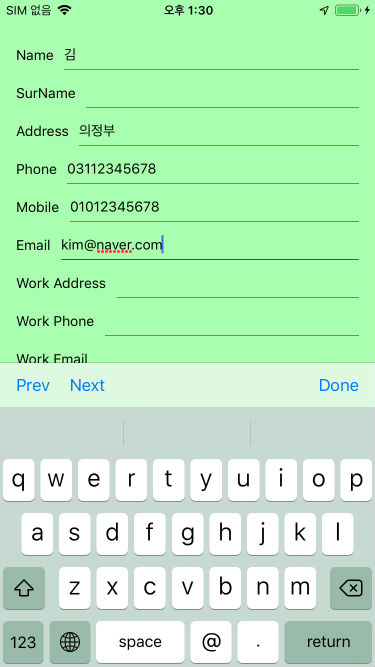 SIM 없음 오후 1:30
Name 김
SurName
Address 의정부
Phone 03112345678
Mobile 01012345678
Email kim@naver.com
Work Address
Work Phone
Work Email
Prev Next Done
q w e r t y u i o p
a s d f g h j k l
z x c v b n m
123 space @ . return